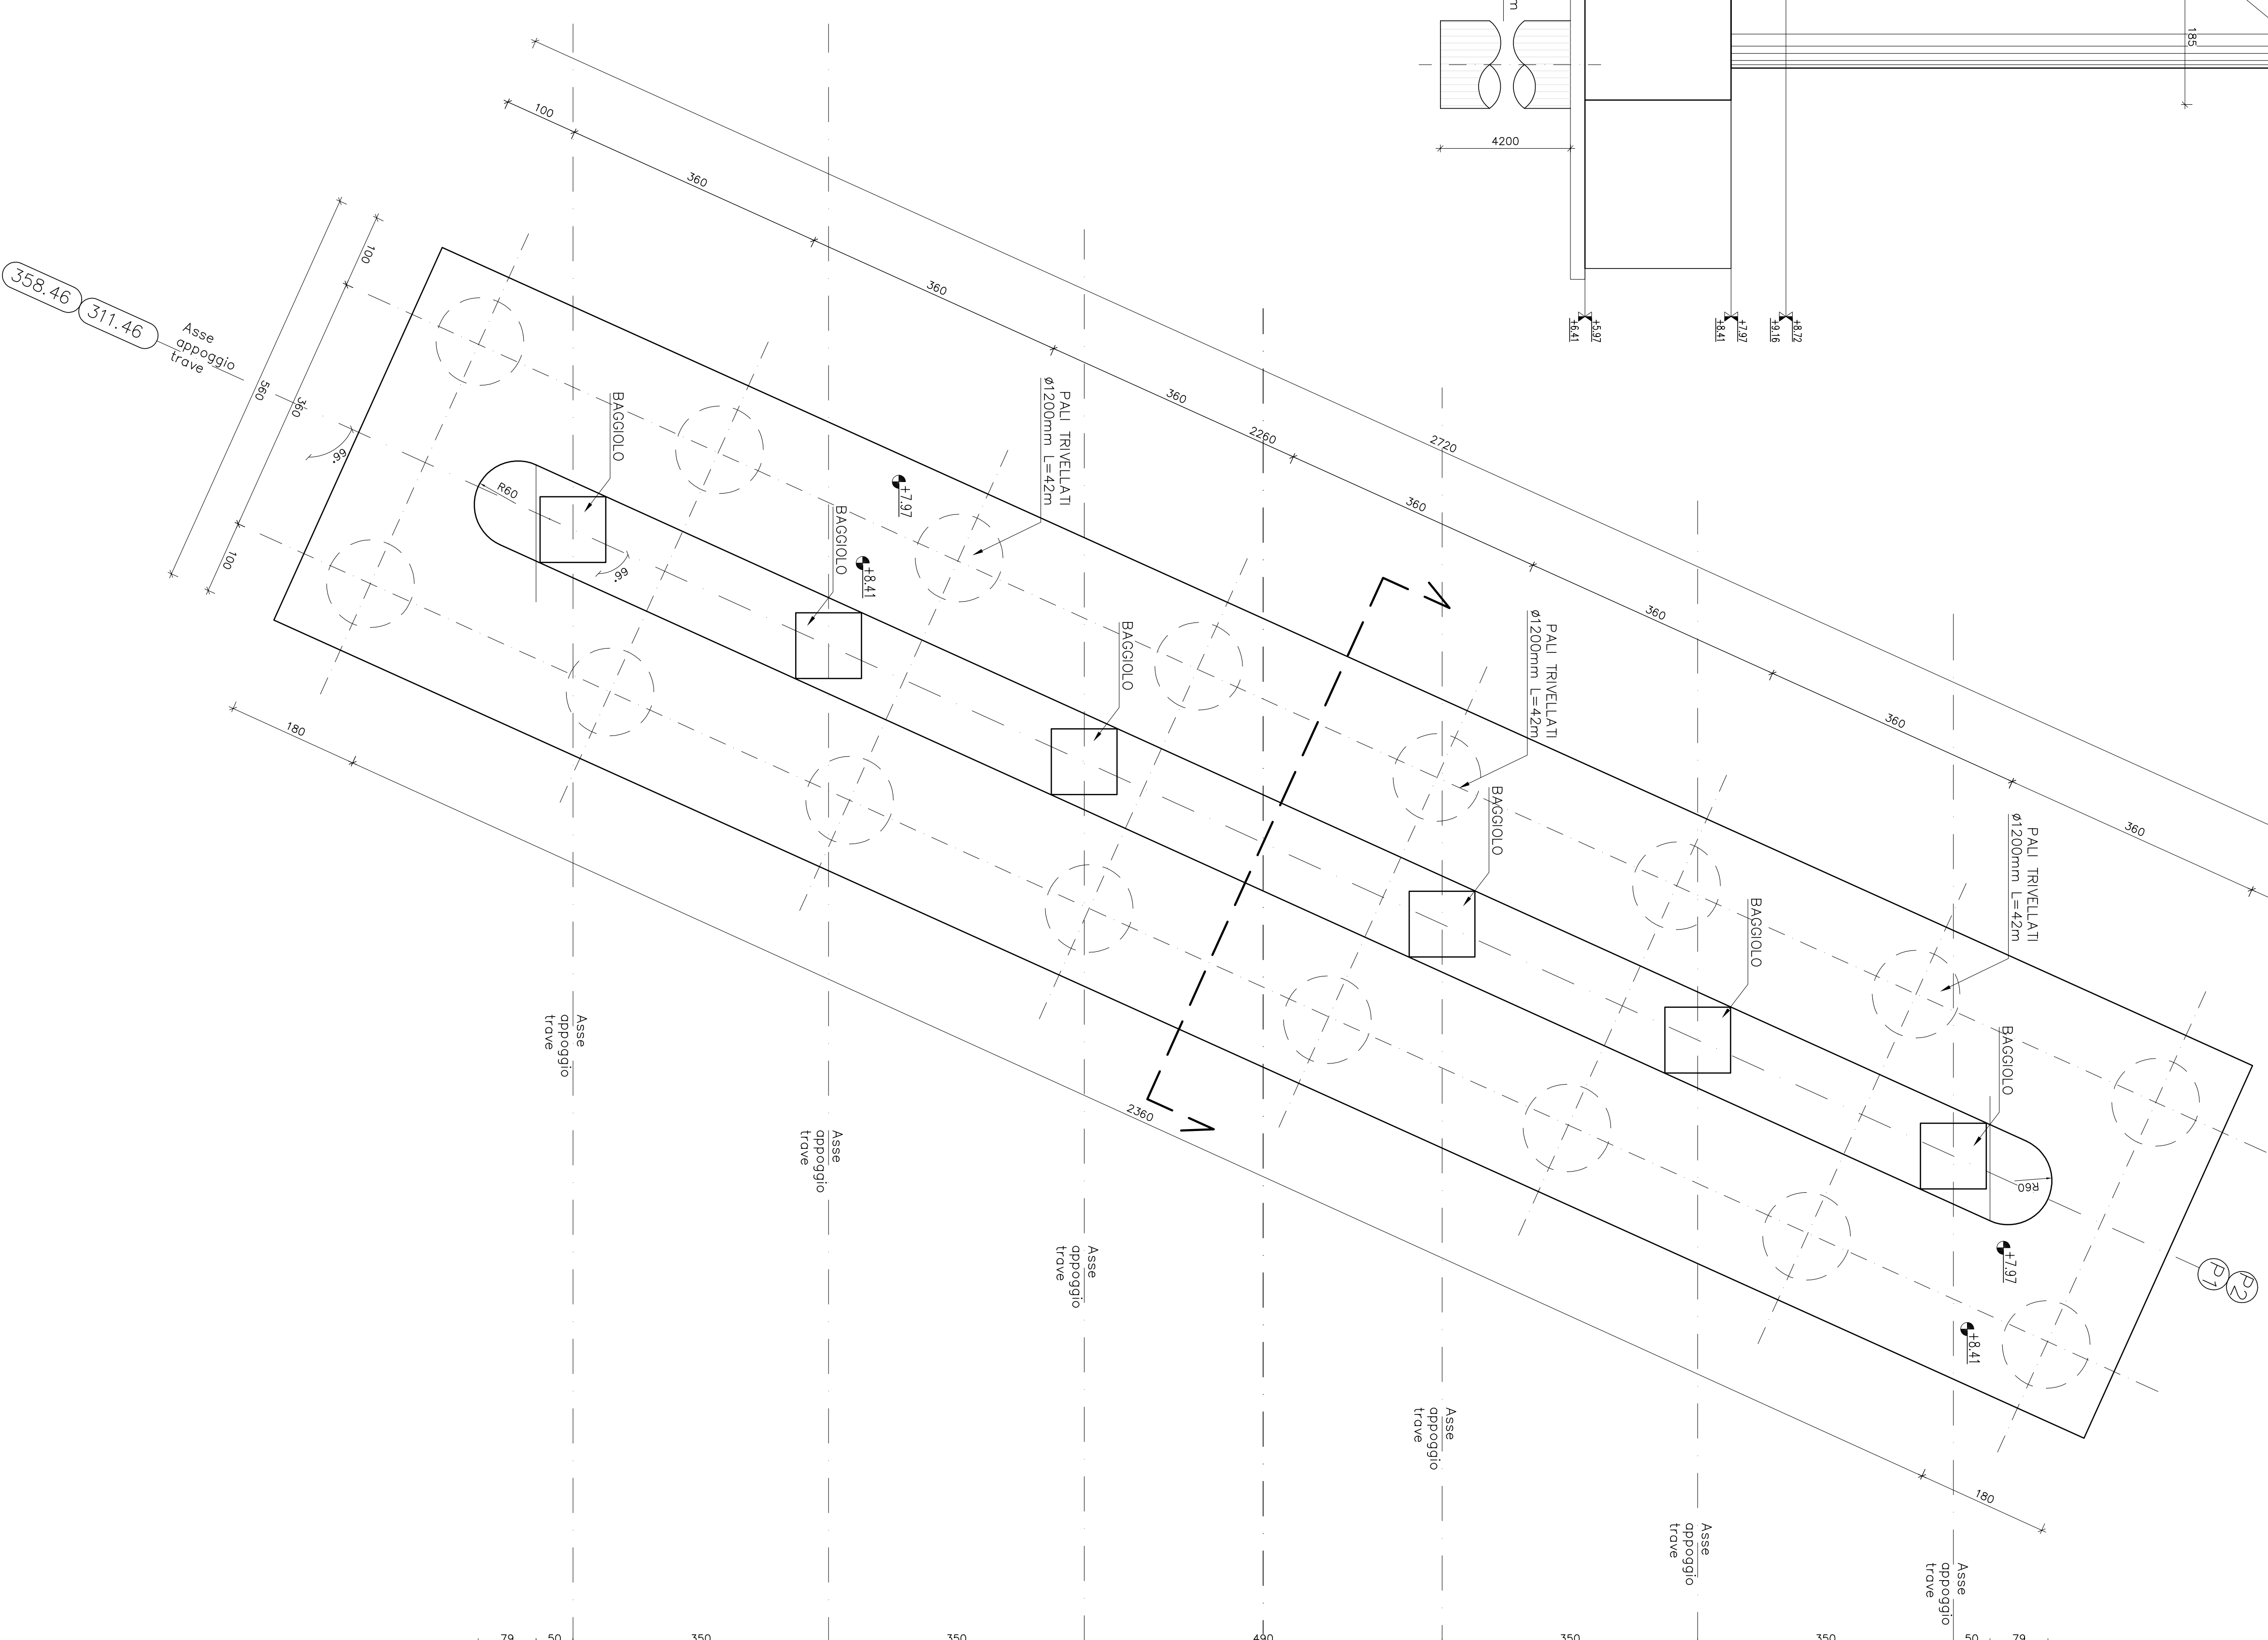 m
185
4200
+6.41
+5.97
+8.41
+7.97
+9.16
+8.72
100
360
360
360
2260
2720
360
360
360
360
100
360
560
100
358.46
311.46
Asse
appoggio
trave
66°
R60
66°
BAGGIOLO
BAGGIOLO
BAGGIOLO
BAGGIOLO
BAGGIOLO
BAGGIOLO
PALI TRIVELLATI
ø1200mm L=42m
PALI TRIVELLATI
ø1200mm L=42m
PALI TRIVELLATI
ø1200mm L=42m
+7.97
+8.41
V
V
R60
+7.97
+8.41
P2
P1
180
2360
180
Asse
appoggio
trave
Asse
appoggio
trave
Asse
appoggio
trave
Asse
appoggio
trave
Asse
appoggio
trave
Asse
appoggio
trave
79
50
350
350
490
350
350
50
79